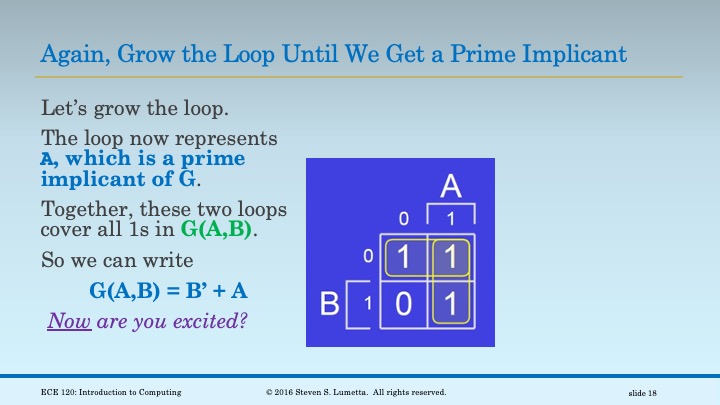 Again, Grow the Loop Until We Get a Prime Implicant
Let's grow the loop.
The loop now represents
A, which is a prime
implicant of G.
Together, these two loops
cover all 1s in G(A,B).
So we can write
G(A,B) = B' + A
Now are you excited?
A
0 1
0 1 1
B 1 0 1
ECE 120: Introduction to Computing © 2016 Steven S. Lumetta. All rights reserved. slide 18